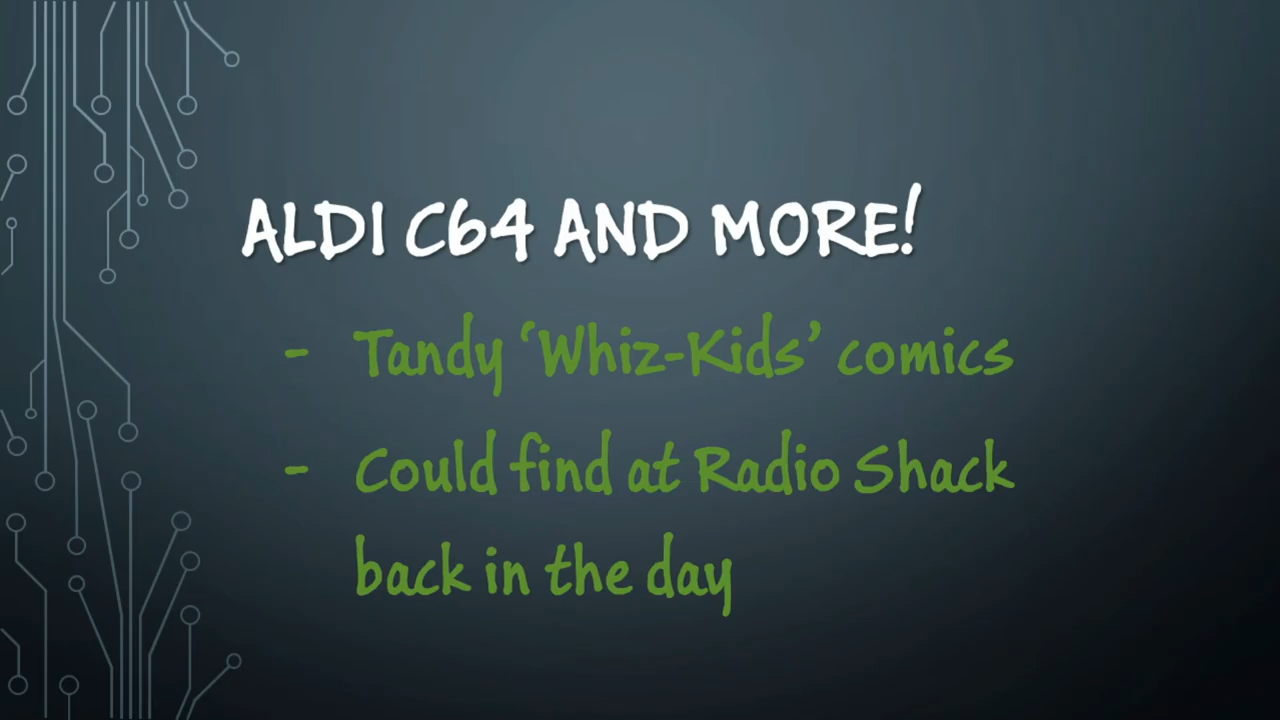 ALDI C64 AND MORE!
- Tandy ‘Whiz-Kids’ comics
- Could find at Radio Shack
back in the day